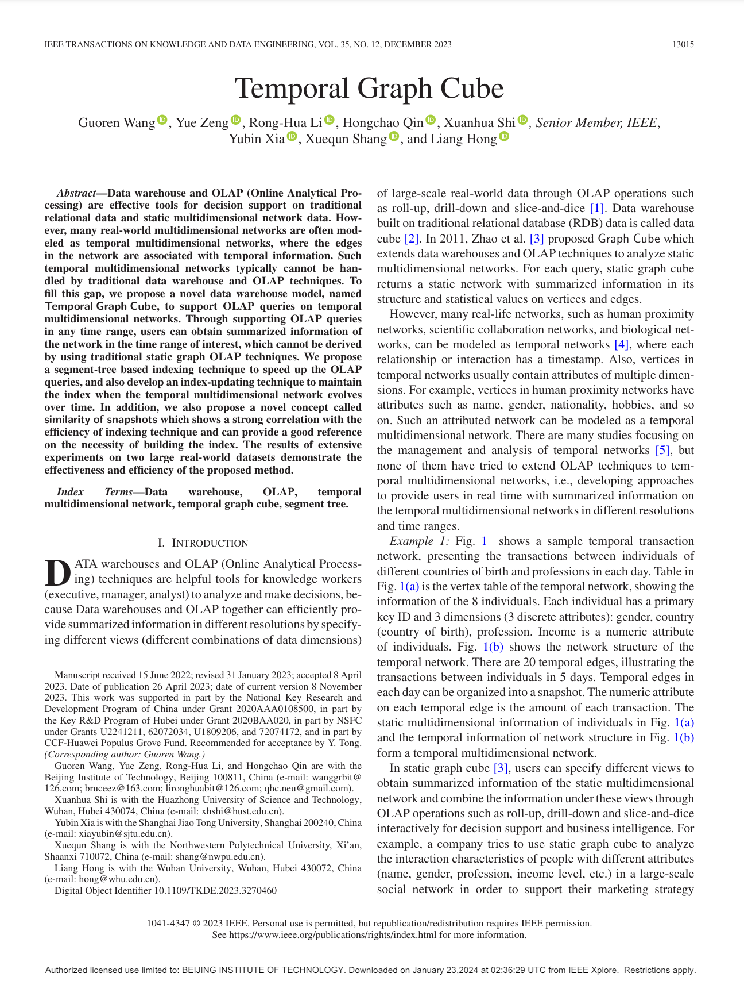 IEEE TRANSACTIONS ON KNOWLEDGE AND DATA ENGINEERING, VOL. 35, NO. 12, DECEMBER 2023 13015
Temporal Graph Cube
Guoren Wang iD, Yue Zeng iD, Rong-Hua Li iD, Hongchao Qin iD, Xuanhua Shi iD, Senior Member, IEEE,
Yubin Xia iD, Xuequn Shang iD, and Liang Hong iD
Abstract—Data warehouse and OLAP (Online Analytical Pro-
cessing) are effective tools for decision support on traditional
relational data and static multidimensional network data. How-
ever, many real-world multidimensional networks are often mod-
eled as temporal multidimensional networks, where the edges
in the network are associated with temporal information. Such
temporal multidimensional networks typically cannot be han-
dled by traditional data warehouse and OLAP techniques. To
fill this gap, we propose a novel data warehouse model, named
Temporal Graph Cube, to support OLAP queries on temporal
multidimensional networks. Through supporting OLAP queries
in any time range, users can obtain summarized information of
the network in the time range of interest, which cannot be derived
by using traditional static graph OLAP techniques. We propose
a segment-tree based indexing technique to speed up the OLAP
queries, and also develop an index-updating technique to maintain
the index when the temporal multidimensional network evolves
over time. In addition, we also propose a novel concept called
similarity of snapshots which shows a strong correlation with the
efficiency of indexing technique and can provide a good reference
on the necessity of building the index. The results of extensive
experiments on two large real-world datasets demonstrate the
effectiveness and efficiency of the proposed method.
Index Terms—Data warehouse, OLAP, temporal
multidimensional network, temporal graph cube, segment tree.
I. INTRODUCTION
DATA warehouses and OLAP (Online Analytical Process-
ing) techniques are helpful tools for knowledge workers
(executive, manager, analyst) to analyze and make decisions, be-
cause Data warehouses and OLAP together can efficiently pro-
vide summarized information in different resolutions by specify-
ing different views (different combinations of data dimensions)
Manuscript received 15 June 2022; revised 31 January 2023; accepted 8 April
2023. Date of publication 26 April 2023; date of current version 8 November
2023. This work was supported in part by the National Key Research and
Development Program of China under Grant 2020AAA0108500, in part by
the Key R&D Program of Hubei under Grant 2020BAA020, in part by NSFC
under Grants U2241211, 62072034, U1809206, and 72074172, and in part by
CCF-Huawei Populus Grove Fund. Recommended for acceptance by Y. Tong.
(Corresponding author: Guoren Wang.)
Guoren Wang, Yue Zeng, Rong-Hua Li, and Hongchao Qin are with the
Beijing Institute of Technology, Beijing 100811, China (e-mail: wanggrbit@
126.com; bruceez@163.com; lironghuabit@126.com; qhc.neu@gmail.com).
Xuanhua Shi is with the Huazhong University of Science and Technology,
Wuhan, Hubei 430074, China (e-mail: xhshi@hust.edu.cn).
Yubin Xia is with the Shanghai Jiao Tong University, Shanghai 200240, China
(e-mail: xiayubin@sjtu.edu.cn).
Xuequn Shang is with the Northwestern Polytechnical University, Xi'an,
Shaanxi 710072, China (e-mail: shang@nwpu.edu.cn).
Liang Hong is with the Wuhan University, Wuhan, Hubei 430072, China
(e-mail: hong@whu.edu.cn).
Digital Object Identifier 10.1109/TKDE.2023.3270460
of large-scale real-world data through OLAP operations such
as roll-up, drill-down and slice-and-dice [1]. Data warehouse
built on traditional relational database (RDB) data is called data
cube [2]. In 2011, Zhao et al. [3] proposed Graph Cube which
extends data warehouses and OLAP techniques to analyze static
multidimensional networks. For each query, static graph cube
returns a static network with summarized information in its
structure and statistical values on vertices and edges.
However, many real-life networks, such as human proximity
networks, scientific collaboration networks, and biological net-
works, can be modeled as temporal networks [4], where each
relationship or interaction has a timestamp. Also, vertices in
temporal networks usually contain attributes of multiple dimen-
sions. For example, vertices in human proximity networks have
attributes such as name, gender, nationality, hobbies, and so
on. Such an attributed network can be modeled as a temporal
multidimensional network. There are many studies focusing on
the management and analysis of temporal networks [5], but
none of them have tried to extend OLAP techniques to tem-
poral multidimensional networks, i.e., developing approaches
to provide users in real time with summarized information on
the temporal multidimensional networks in different resolutions
and time ranges.
Example 1: Fig. 1 shows a sample temporal transaction
network, presenting the transactions between individuals of
different countries of birth and professions in each day. Table in
Fig. 1(a) is the vertex table of the temporal network, showing the
information of the 8 individuals. Each individual has a primary
key ID and 3 dimensions (3 discrete attributes): gender, country
(country of birth), profession. Income is a numeric attribute
of individuals. Fig. 1(b) shows the network structure of the
temporal network. There are 20 temporal edges, illustrating the
transactions between individuals in 5 days. Temporal edges in
each day can be organized into a snapshot. The numeric attribute
on each temporal edge is the amount of each transaction. The
static multidimensional information of individuals in Fig. 1(a)
and the temporal information of network structure in Fig. 1(b)
form a temporal multidimensional network.
In static graph cube [3], users can specify different views to
obtain summarized information of the static multidimensional
network and combine the information under these views through
OLAP operations such as roll-up, drill-down and slice-and-dice
interactively for decision support and business intelligence. For
example, a company tries to use static graph cube to analyze
the interaction characteristics of people with different attributes
(name, gender, profession, income level, etc.) in a large-scale
social network in order to support their marketing strategy
1041-4347 © 2023 IEEE. Personal use is permitted, but republication/redistribution requires IEEE permission.
See https://www.ieee.org/publications/rights/index.html for more information.
Authorized licensed use limited to: BEIJING INSTITUTE OF TECHNOLOGY. Downloaded on January 23,2024 at 02:36:29 UTC from IEEE Xplore. Restrictions apply.